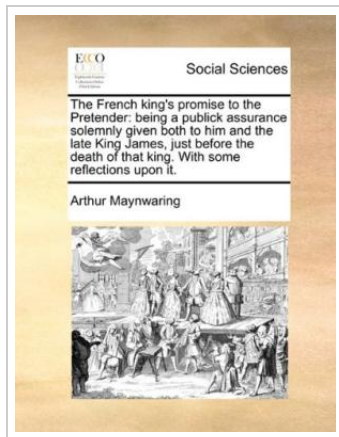 ECCO
Social Sciences
The French king's promise to the
Pretender: being a publick assurance
solemnly given both to him and the
late King James, just before the
death of that king. With some
reflections upon it.
Arthur Maynwaring